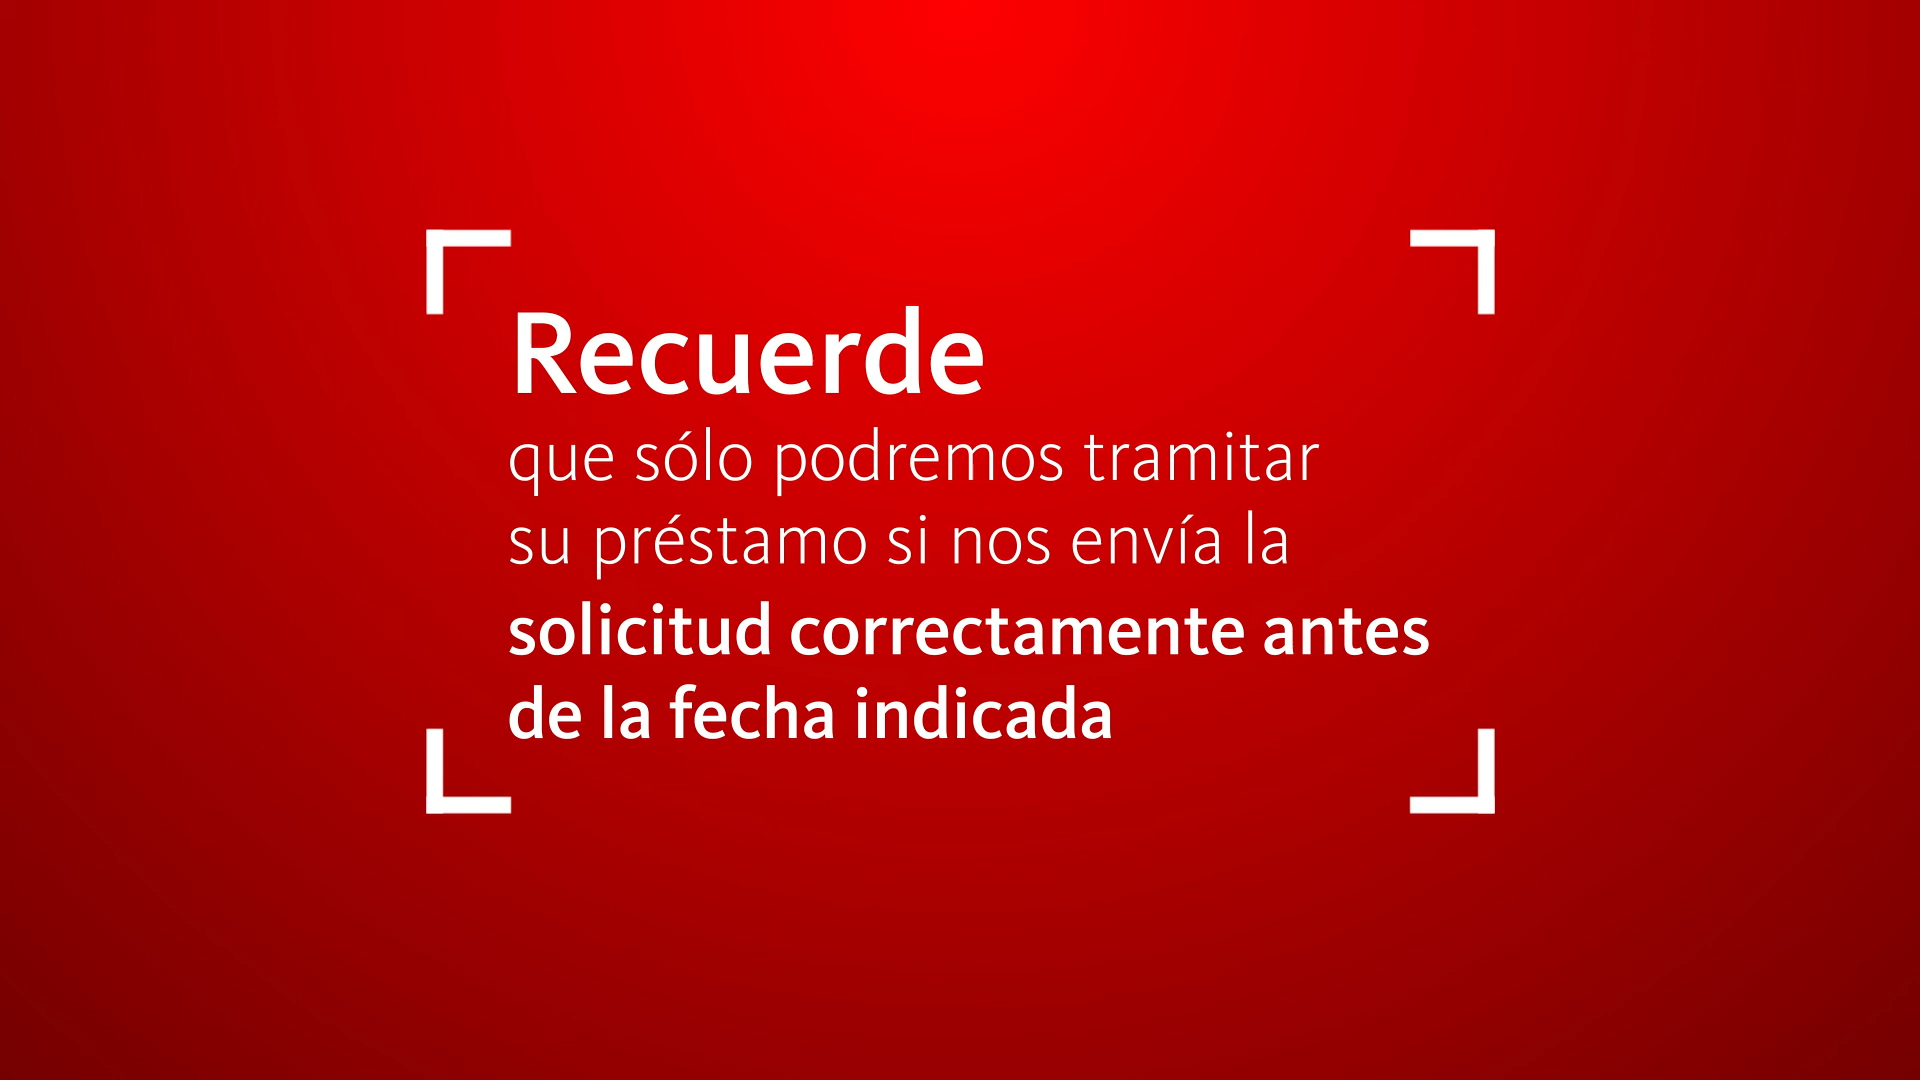 Recuerde
que sólo podremos tramitar
su préstamo si nos envía la
solicitud correctamente antes
de la fecha indicada